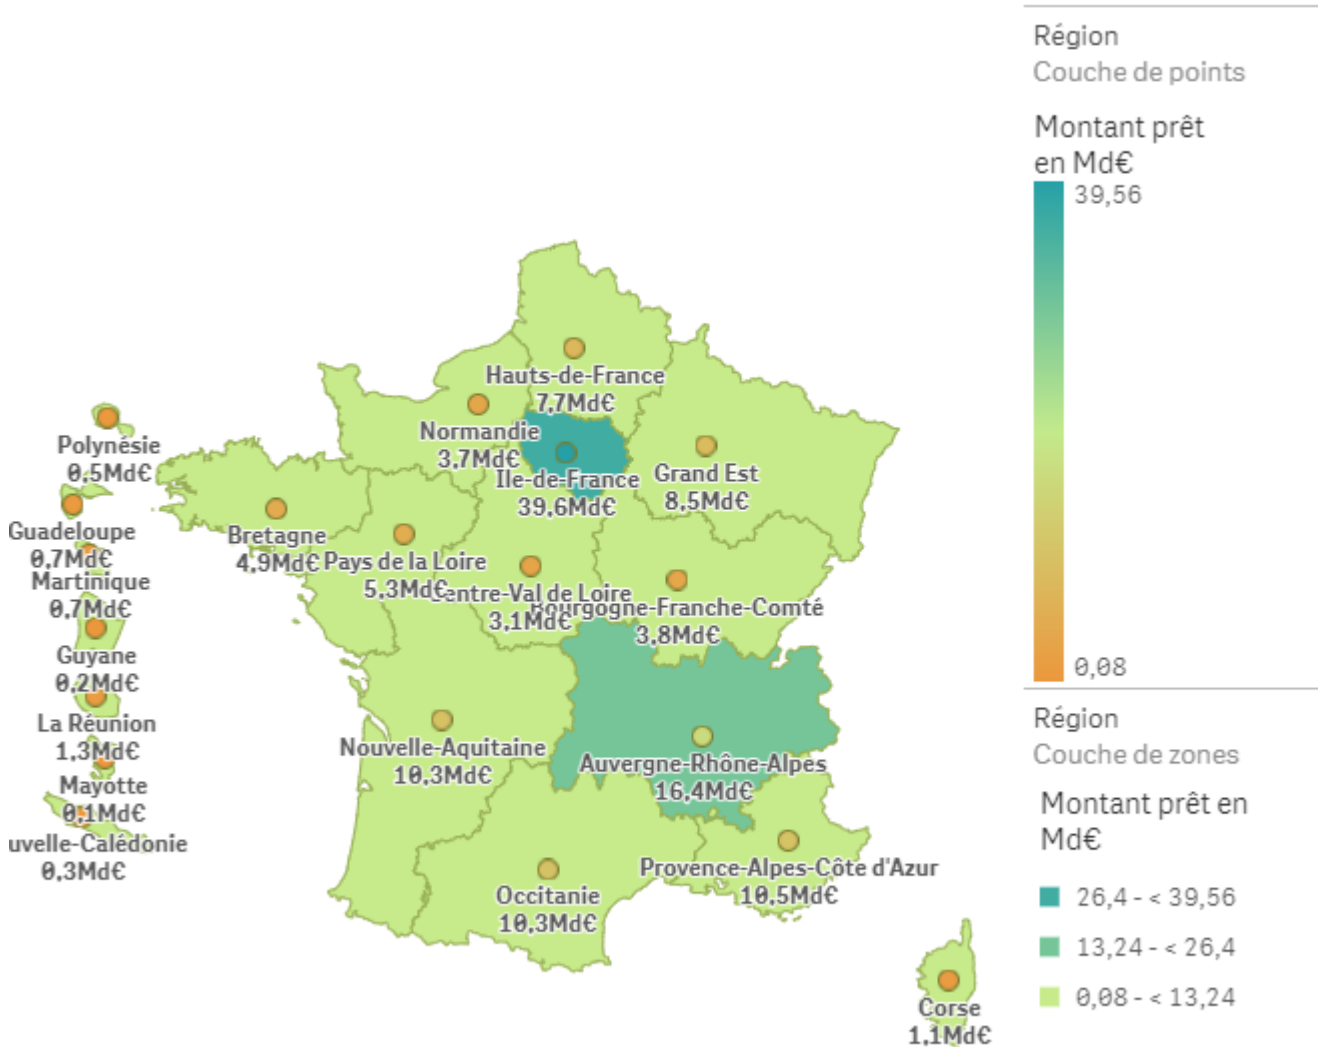 Région
Couche de points
Montant prêt
en Md€
39,56
0,08
Région
Couche de zones
Montant prêt en
Md€
26,4 - < 39,56
13,24 - < 26,4
0,08 - < 13,24
Hauts-de-France
7,7Md€
Normandie
3,7Md€
Ile-de-France
39,6Md€
Grand Est
8,5Md€
Bretagne
4,9Md€
Pays de la Loire
5,3Md€
entre-Val de Loire
3,1Md€
Bourgogne-Franche-Comté
3,8Md€
Nouvelle-Aquitaine
10,3Md€
Auvergne-Rhône-Alpes
16,4Md€
Occitanie
10,3Md€
Provence-Alpes-Côte d'Azur
10,5Md€
Corse
1,1Md€
Polynésie
0,5Md€
Guadeloupe
0,7Md€
Martinique
0,7Md€
Guyane
0,2Md€
La Réunion
1,3Md€
Mayotte
0,1Md€
uvelle-Calédonie
0,3Md€